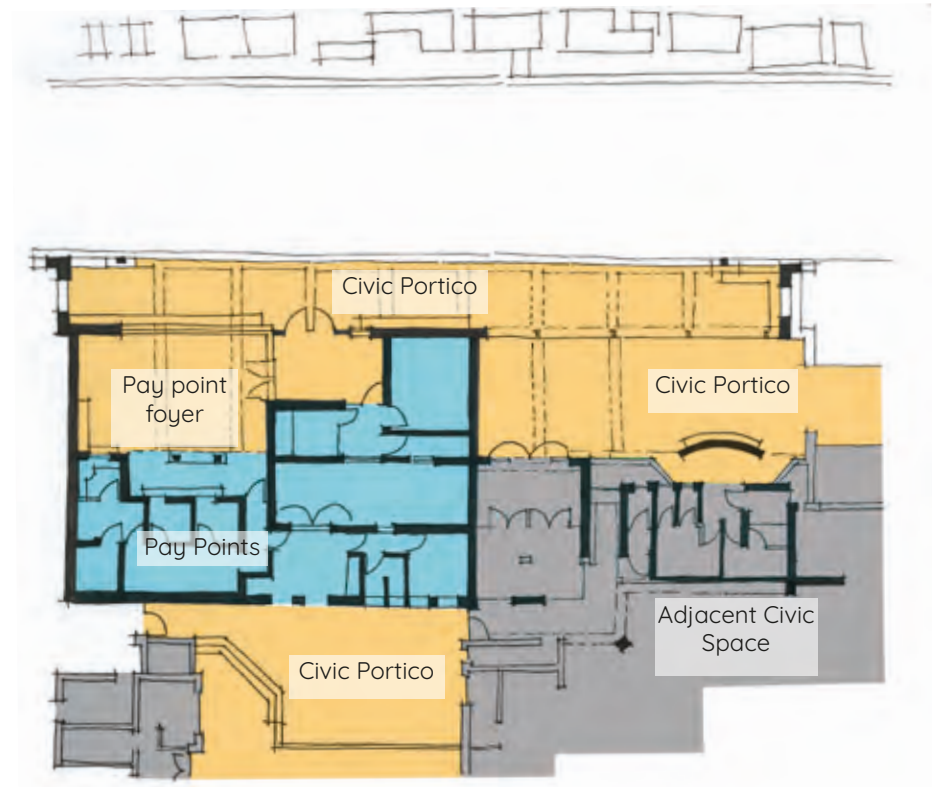 Civic Portico
Pay point
foyer
Civic Portico
Pay Points
Adjacent Civic
Space
Civic Portico